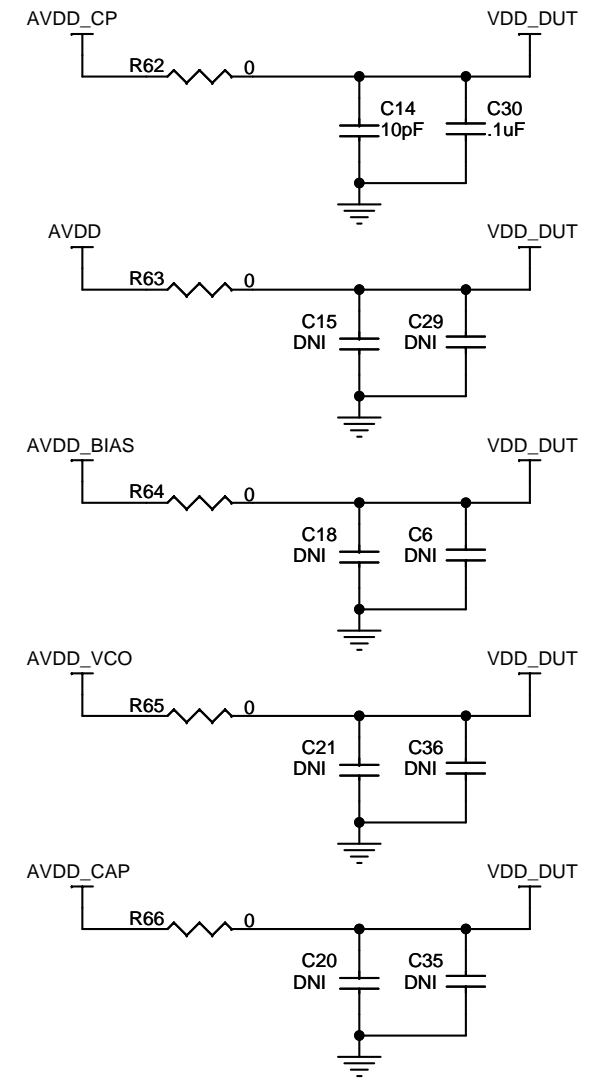 AVDD_CP VDD_DUT
R62 0
C14 C30
10pF .1uF
AVDD VDD_DUT
R63 0
C15 C29
DNI DNI
AVDD_BIAS VDD_DUT
R64 0
C18 C6
DNI DNI
AVDD_VCO VDD_DUT
R65 0
C21 C36
DNI DNI
AVDD_CAP VDD_DUT
R66 0
C20 C35
DNI DNI